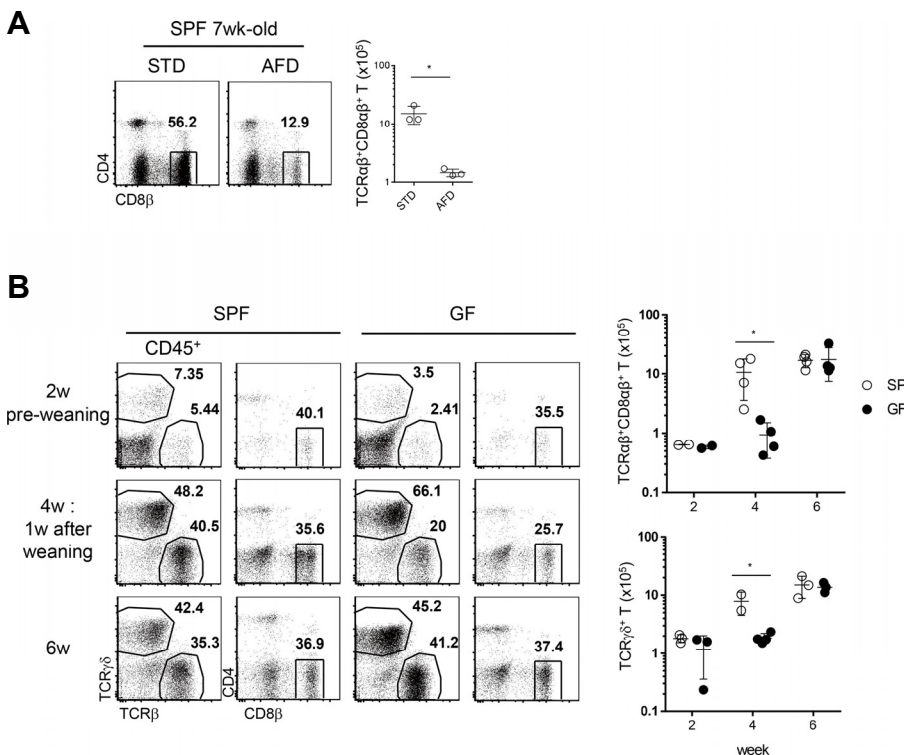 A
SPF 7wk-old
STD
AFD
56.2
12.9
CD4
CD8β
TCRαβ⁺CD8αβ⁺ T (x10⁵)
100
10
1
*
STD
AFD
B
SPF
GF
CD45⁺
2w
pre-weaning
7.35
5.44
40.1
3.5
2.41
35.5
4w :
1w after
weaning
48.2
40.5
35.6
66.1
20
25.7
6w
42.4
35.3
36.9
45.2
41.2
37.4
TCRγδ
TCRβ
CD4
CD8β
TCRαβ⁺CD8αβ⁺ T (x10⁵)
100
10
1
0.1
*
2
4
6
SP
GF
TCRγδ⁺ T (x10⁵)
100
10
1
0.1
*
2
4
6
week